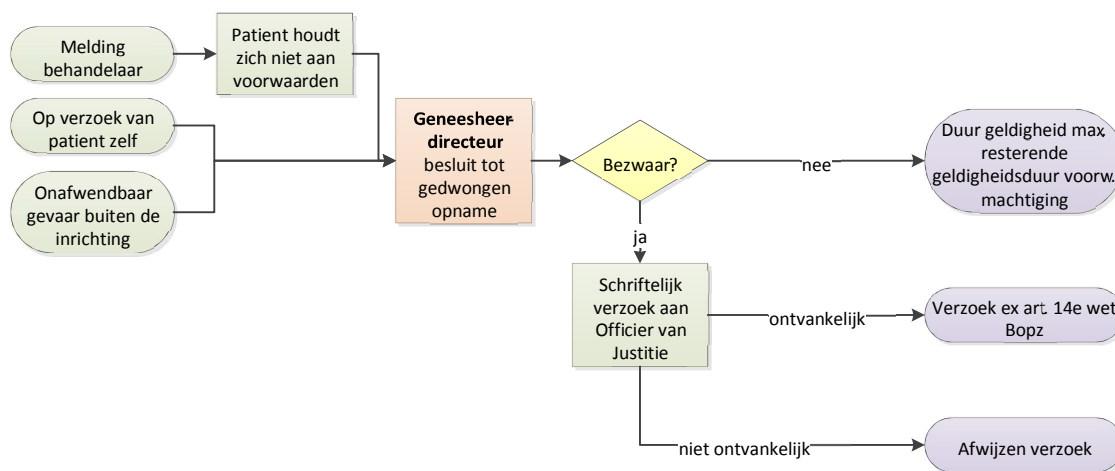 Melding
behandelaar
Patient houdt
zich niet aan
voorwaarden
Op verzoek van
patient zelf
Onafwendbaar
gevaar buiten de
inrichting
Geneesheer-
directeur
besluit tot
gedwongen
opname
Bezwaar?
nee
Duur geldigheid max.
resterende
geldigheidsduur voorw.
machtiging
ja
Schriftelijk
verzoek aan
Officier van
Justitie
ontvankelijk
Verzoek ex art. 14e wet
Bopz
niet ontvankelijk
Afwijzen verzoek